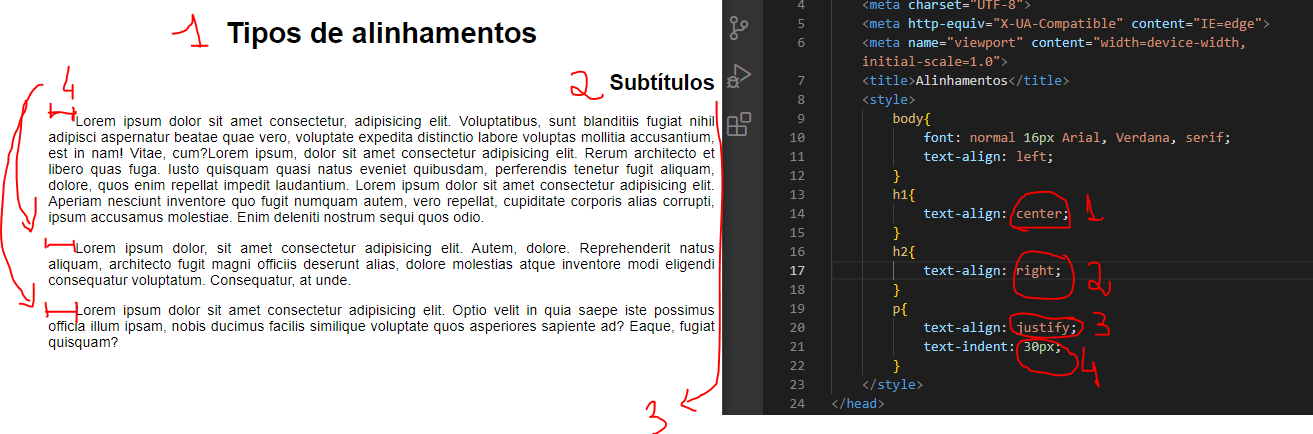 1 Tipos de alinhamentos
2 Subtítulos
4
Lorem ipsum dolor sit amet consectetur, adipisicing elit. Voluptatibus, sunt blanditiis fugiat nihil
adipisci aspernatur beatae quae vero, voluptate expedita distinctio labore voluptas mollitia accusantium,
est in nam! Vitae, cum?Lorem ipsum, dolor sit amet consectetur adipisicing elit. Rerum architecto et
libero quas fuga. Iusto quisquam quasi natus eveniet quibusdam, perferendis tenetur fugit aliquam,
dolore, quos enim repellat impedit laudantium. Lorem ipsum dolor sit amet consectetur adipisicing elit.
Aperiam nesciunt inventore quo fugit numquam autem, vero repellat, cupiditate corporis alias corrupti,
ipsum accusamus molestiae. Enim deleniti nostrum sequi quos odio.
Lorem ipsum dolor, sit amet consectetur adipisicing elit. Autem, dolore. Reprehenderit natus
aliquam, architecto fugit magni officiis deserunt alias, dolore molestias atque inventore modi eligendi
consequatur voluptatum. Consequatur, at unde.
Lorem ipsum dolor sit amet consectetur adipisicing elit. Optio velit in quia saepe iste possimus
officia illum ipsam, nobis ducimus facilis similique voluptate quos asperiores sapiente ad? Eaque, fugiat
quisquam?
3
4 <meta charset="UTF-8">
5 <meta http-equiv="X-UA-Compatible" content="IE=edge">
6 <meta name="viewport" content="width=device-width,
initial-scale=1.0">
7 <title>Alinhamentos</title>
8 <style>
9 body{
10 font: normal 16px Arial, Verdana, serif;
11 text-align: left;
12 }
13 h1{
14 text-align: center; 1
15 }
16 h2{
17 text-align: right; 2
18 }
19 p{
20 text-align: justify; 3
21 text-indent: 30px; 4
22 }
23 </style>
24 </head>